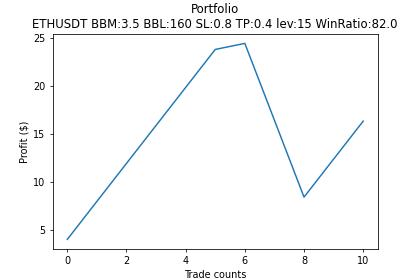 Portfolio
ETHUSDT BBM:3.5 BBL:160 SL:0.8 TP:0.4 lev:15 WinRatio:82.0
25
20
15
10
5
Profit ($)
0 2 4 6 8 10
Trade counts